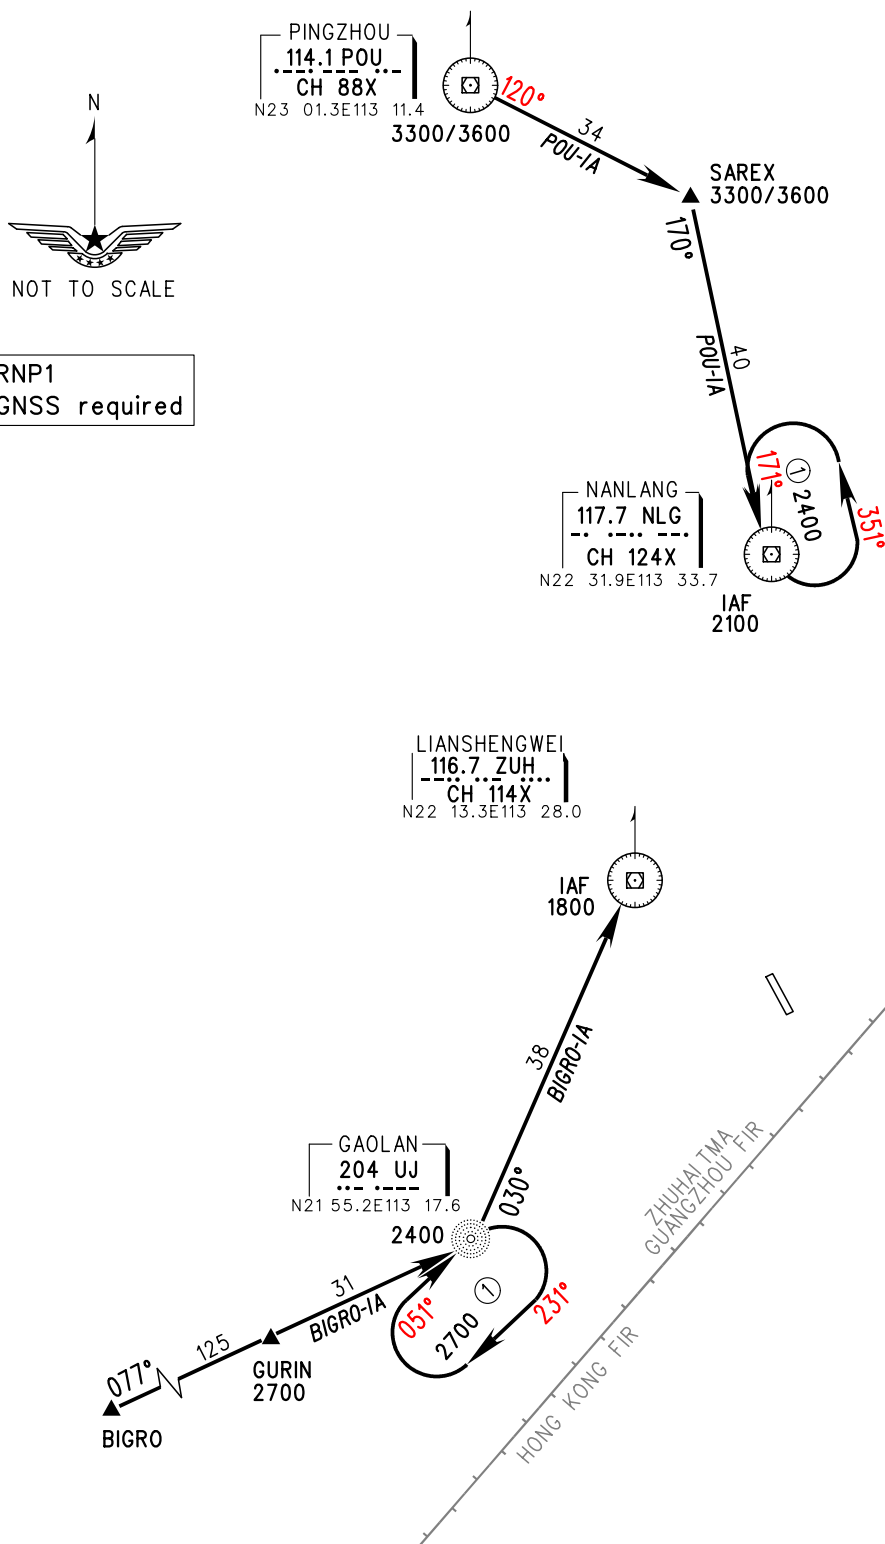 PINGZHOU
114.1 POU
CH 88X
N23 01.3E113 11.4
3300/3600
120°
34
POU-IA
SAREX
3300/3600
N
NOT TO SCALE
170°
RNP1
GNSS required
40
POU-IA
171°
1 2400
351°
NANLANG
117.7 NLG
CH 124X
N22 31.9E113 33.7
IAF
2100
LIANSHENGWEI
116.7 ZUH
CH 114X
N22 13.3E113 28.0
IAF
1800
38
BIGRO-IA
GAOLAN
204 UJ
N21 55.2E113 17.6
030°
2400
ZHUHAI TMA
GUANGZHOU FIR
31
BIGRO-IA
051°
2700 1
231°
125
077°
GURIN
2700
BIGRO
HONG KONG FIR